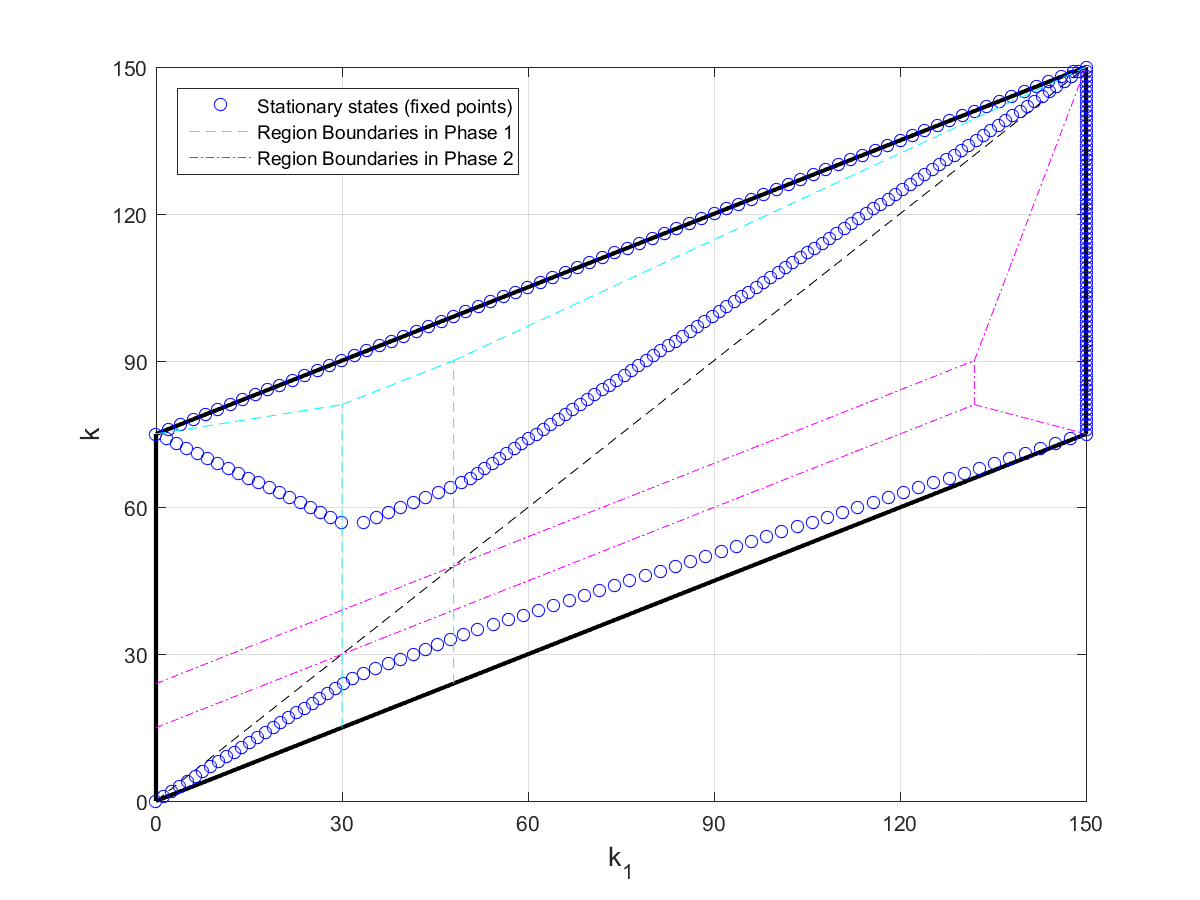 150
Stationary states (fixed points)
Region Boundaries in Phase 1
Region Boundaries in Phase 2
120
90
k
60
30
0
0 30 60 90 120 150
k1